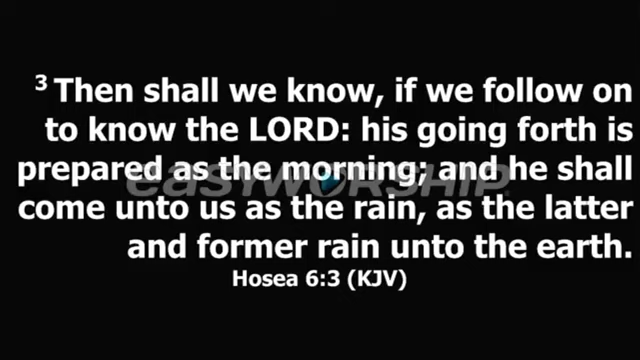 3 Then shall we know, if we follow on
to know the LORD: his going forth is
prepared as the morning; and he shall
come unto us as the rain, as the latter
and former rain unto the earth.
Hosea 6:3 (KJV)
EASYWORSHIP